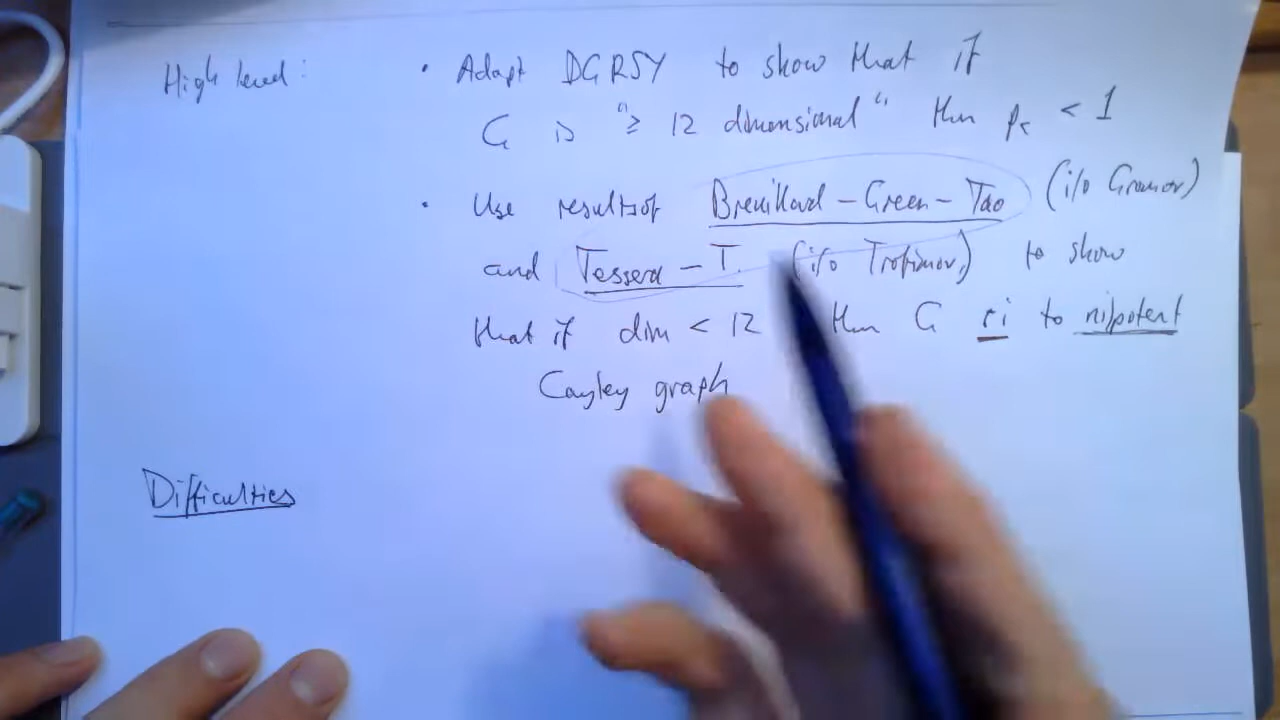 High level:
• Adapt DGRSY to show that if
G is "≥ 12 dimensional" then pc < 1
• Use results of Breuillard – Green – Tao (i/o Gromov)
and Tessera – T. (i/o Trofimov) to show
that if dim < 12 then G ri to nilpotent
Cayley graph
Difficulties